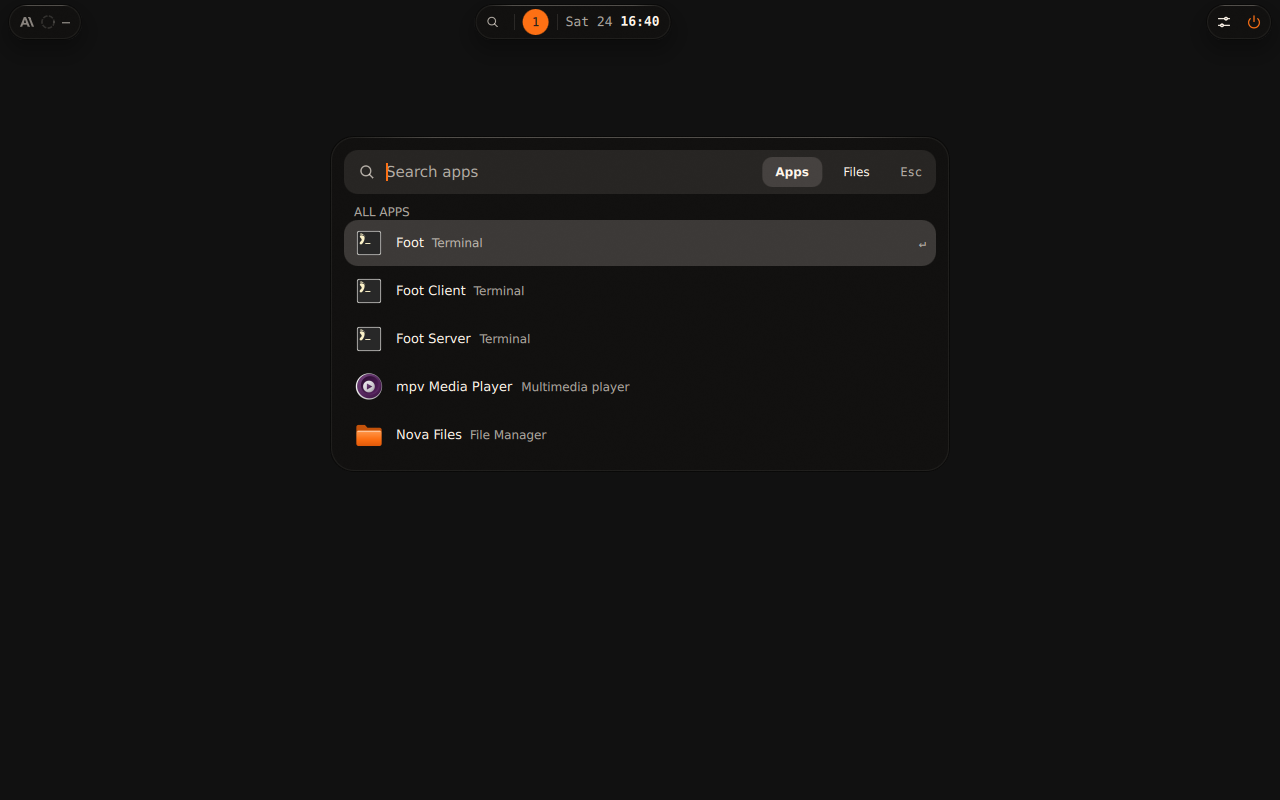 A\ – 1 Sat 24 16:40
Search apps Apps Files Esc
ALL APPS
Foot Terminal ↵
Foot Client Terminal
Foot Server Terminal
mpv Media Player Multimedia player
Nova Files File Manager